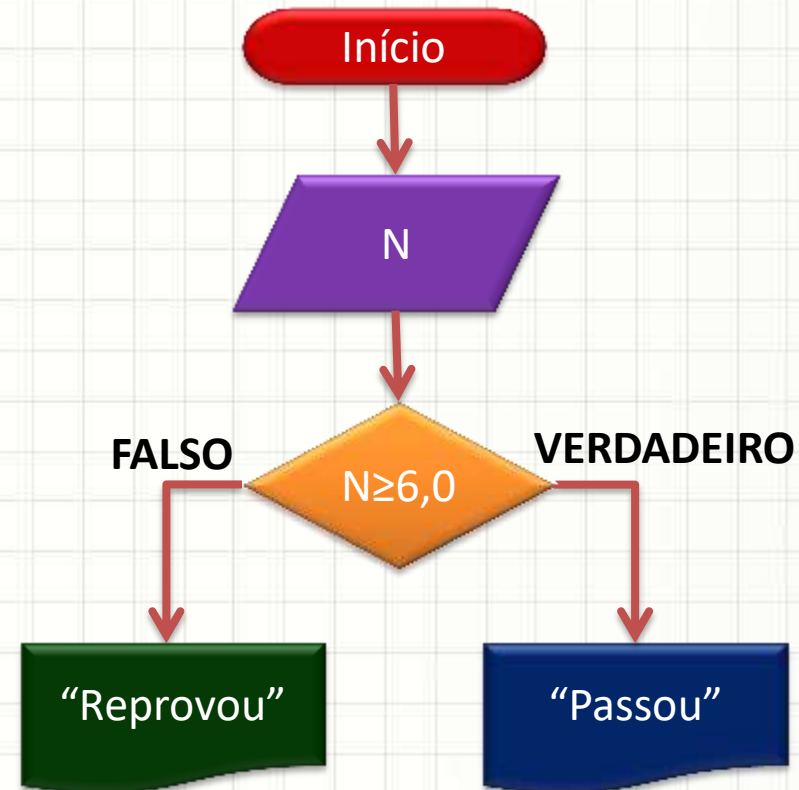 Início
N
FALSO
VERDADEIRO
N≥6,0
“Reprovou”
“Passou”